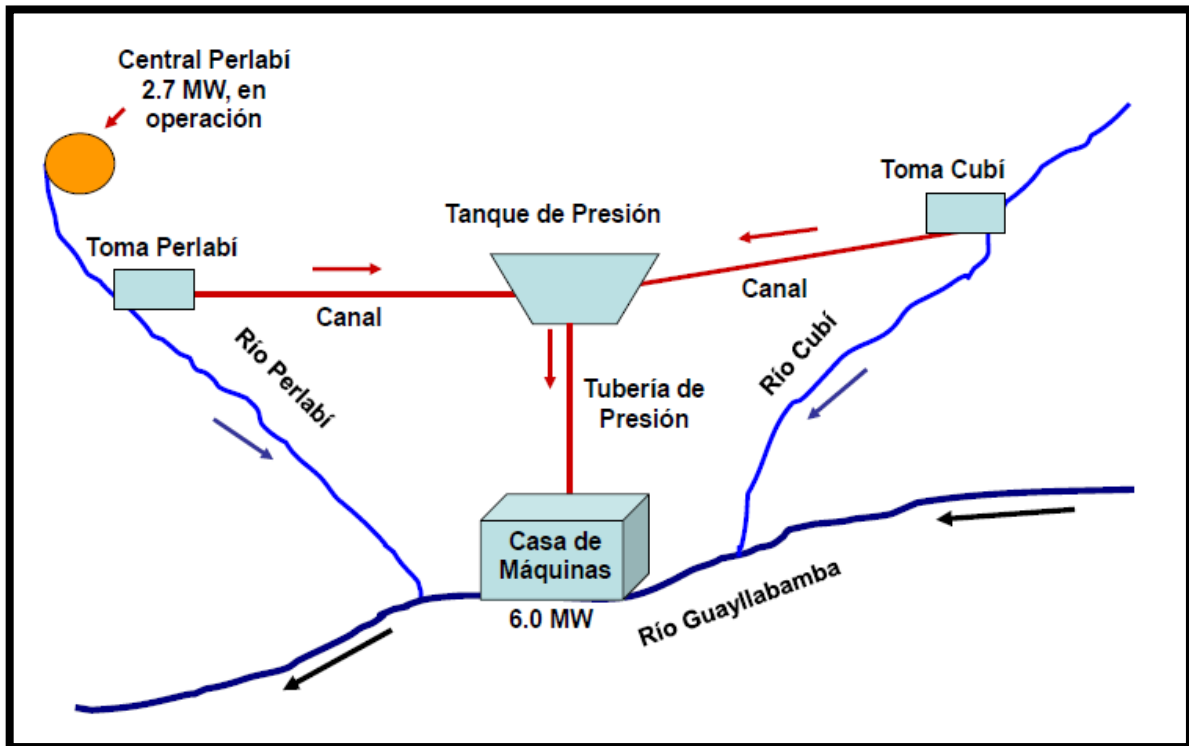 Central Perlabí
2.7 MW, en
operación
Toma Cubí
Tanque de Presión
Toma Perlabí
Canal
Canal
Río Perlabí
Río Cubí
Tubería de
Presión
Casa de
Máquinas
6.0 MW
Río Guayllabamba